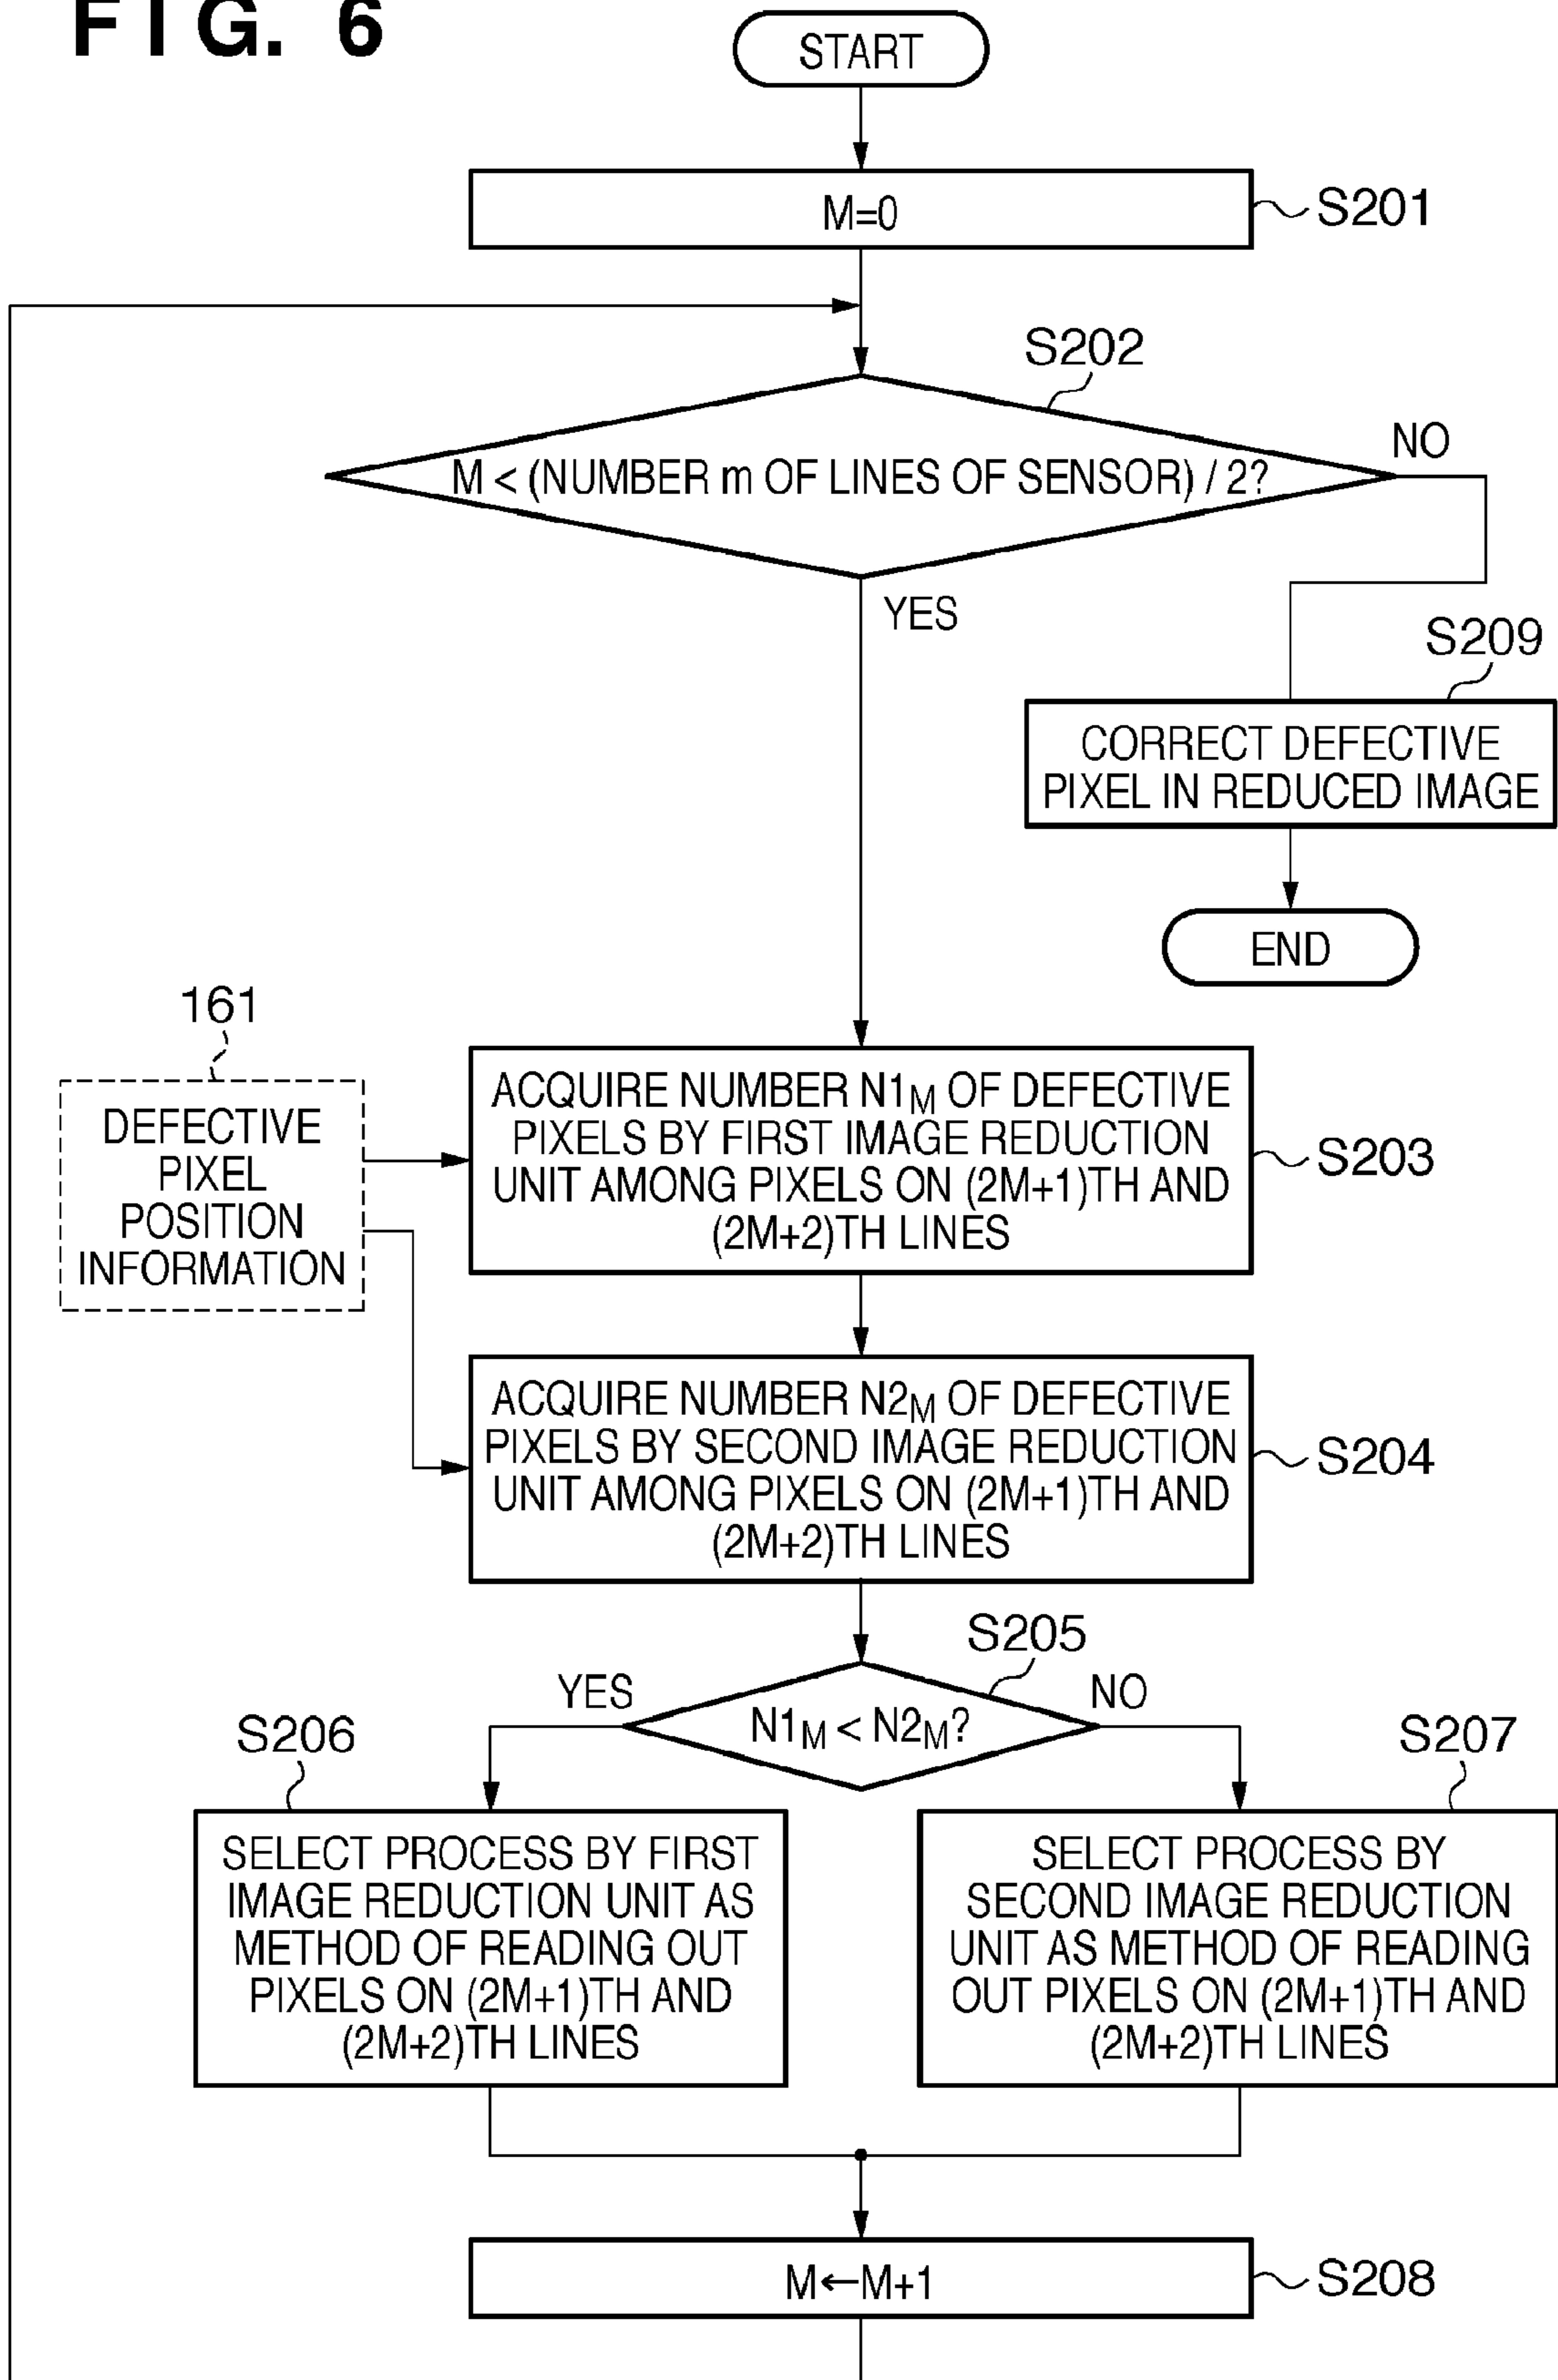 FIG. 6
START
M=0
S201
S202
M < (NUMBER m OF LINES OF SENSOR) / 2?
NO
YES
S209
CORRECT DEFECTIVE
PIXEL IN REDUCED IMAGE
END
161
DEFECTIVE
PIXEL
POSITION
INFORMATION
ACQUIRE NUMBER N1M OF DEFECTIVE
PIXELS BY FIRST IMAGE REDUCTION
UNIT AMONG PIXELS ON (2M+1)TH AND
(2M+2)TH LINES
S203
ACQUIRE NUMBER N2M OF DEFECTIVE
PIXELS BY SECOND IMAGE REDUCTION
UNIT AMONG PIXELS ON (2M+1)TH AND
(2M+2)TH LINES
S204
S205
YES
N1M < N2M?
NO
S206
SELECT PROCESS BY FIRST
IMAGE REDUCTION UNIT AS
METHOD OF READING OUT
PIXELS ON (2M+1)TH AND
(2M+2)TH LINES
S207
SELECT PROCESS BY
SECOND IMAGE REDUCTION
UNIT AS METHOD OF READING
OUT PIXELS ON (2M+1)TH AND
(2M+2)TH LINES
M←M+1
S208